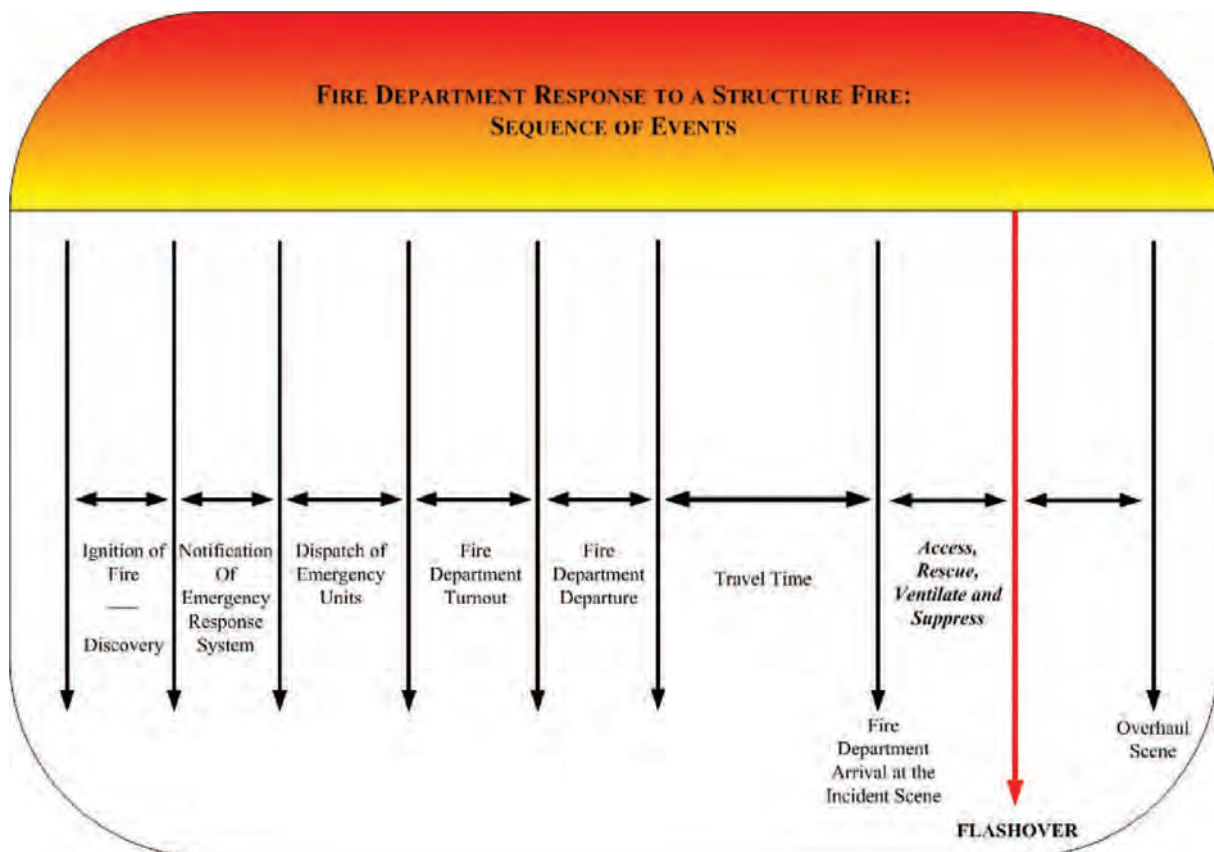 FIRE DEPARTMENT RESPONSE TO A STRUCTURE FIRE:
SEQUENCE OF EVENTS
Ignition of
Fire
—
Discovery
Notification
Of
Emergency
Response
System
Dispatch of
Emergency
Units
Fire
Department
Turnout
Fire
Department
Departure
Travel Time
Access,
Rescue,
Ventilate and
Suppress
Fire
Department
Arrival at the
Incident Scene
FLASHOVER
Overhaul
Scene